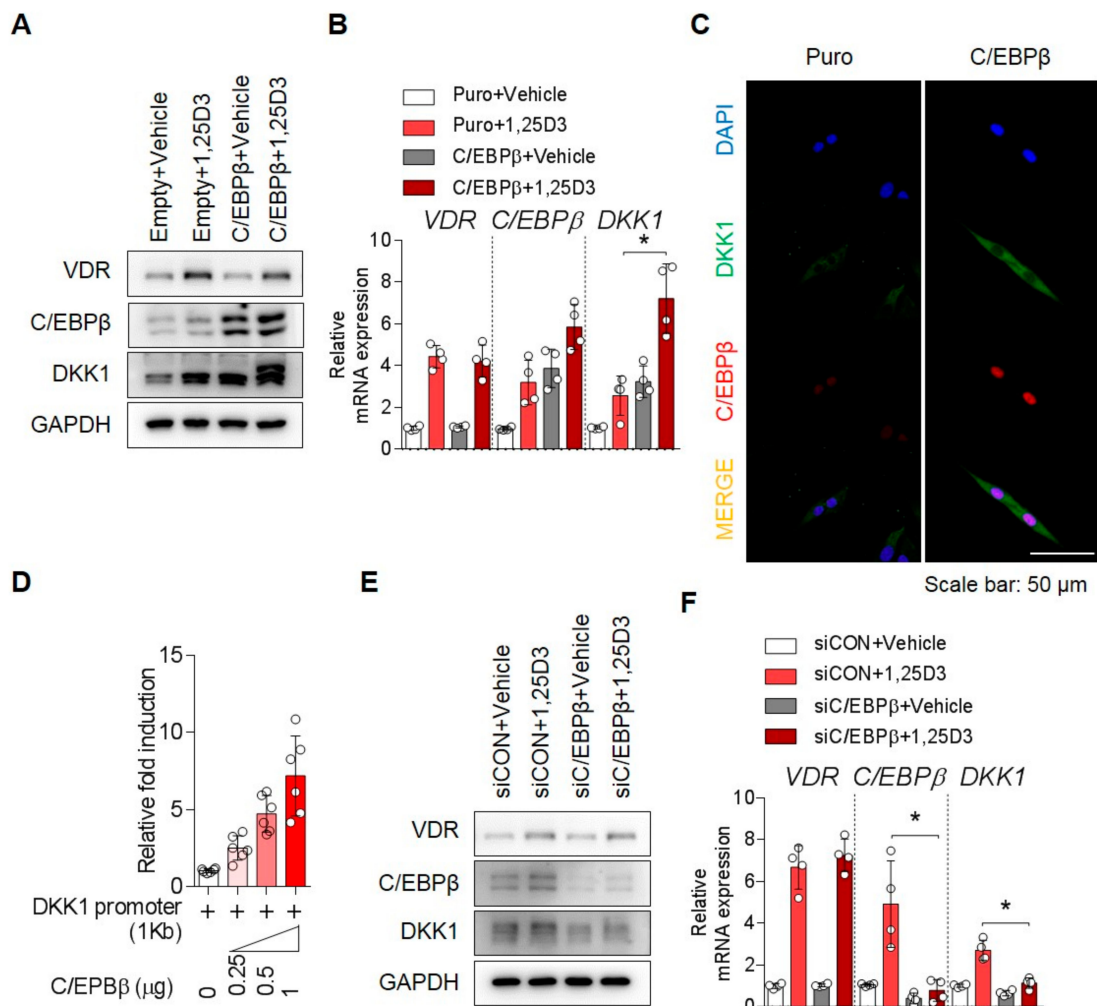 A
Empty+Vehicle
Empty+1,25D3
C/EBPβ+Vehicle
C/EBPβ+1,25D3
VDR
C/EBPβ
DKK1
GAPDH
B
Puro+Vehicle
Puro+1,25D3
C/EBPβ+Vehicle
C/EBPβ+1,25D3
VDR C/EBPβ DKK1
*
Relative
mRNA expression
10
8
6
4
2
0
C
Puro C/EBPβ
DAPI
DKK1
C/EBPβ
MERGE
Scale bar: 50 μm
D
Relative fold induction
15
10
5
0
DKK1 promoter
(1Kb)
+ + + +
C/EPBβ (μg)
0 0.25 0.5 1
E
siCON+Vehicle
siCON+1,25D3
siC/EBPβ+Vehicle
siC/EBPβ+1,25D3
VDR
C/EBPβ
DKK1
GAPDH
F
siCON+Vehicle
siCON+1,25D3
siC/EBPβ+Vehicle
siC/EBPβ+1,25D3
VDR C/EBPβ DKK1
* *
Relative
mRNA expression
10
8
6
4
2
0